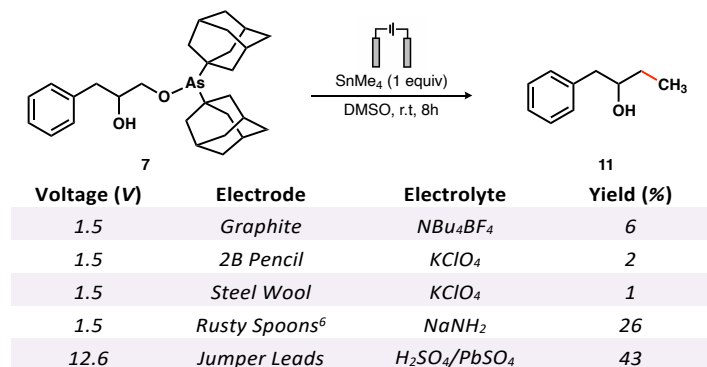 As
O
OH
7
SnMe₄ (1 equiv)
DMSO, r.t, 8h
CH₃
OH
11
Voltage (V) Electrode Electrolyte Yield (%)
1.5 Graphite NBu₄BF₄ 6
1.5 2B Pencil KClO₄ 2
1.5 Steel Wool KClO₄ 1
1.5 Rusty Spoons⁶ NaNH₂ 26
12.6 Jumper Leads H₂SO₄/PbSO₄ 43